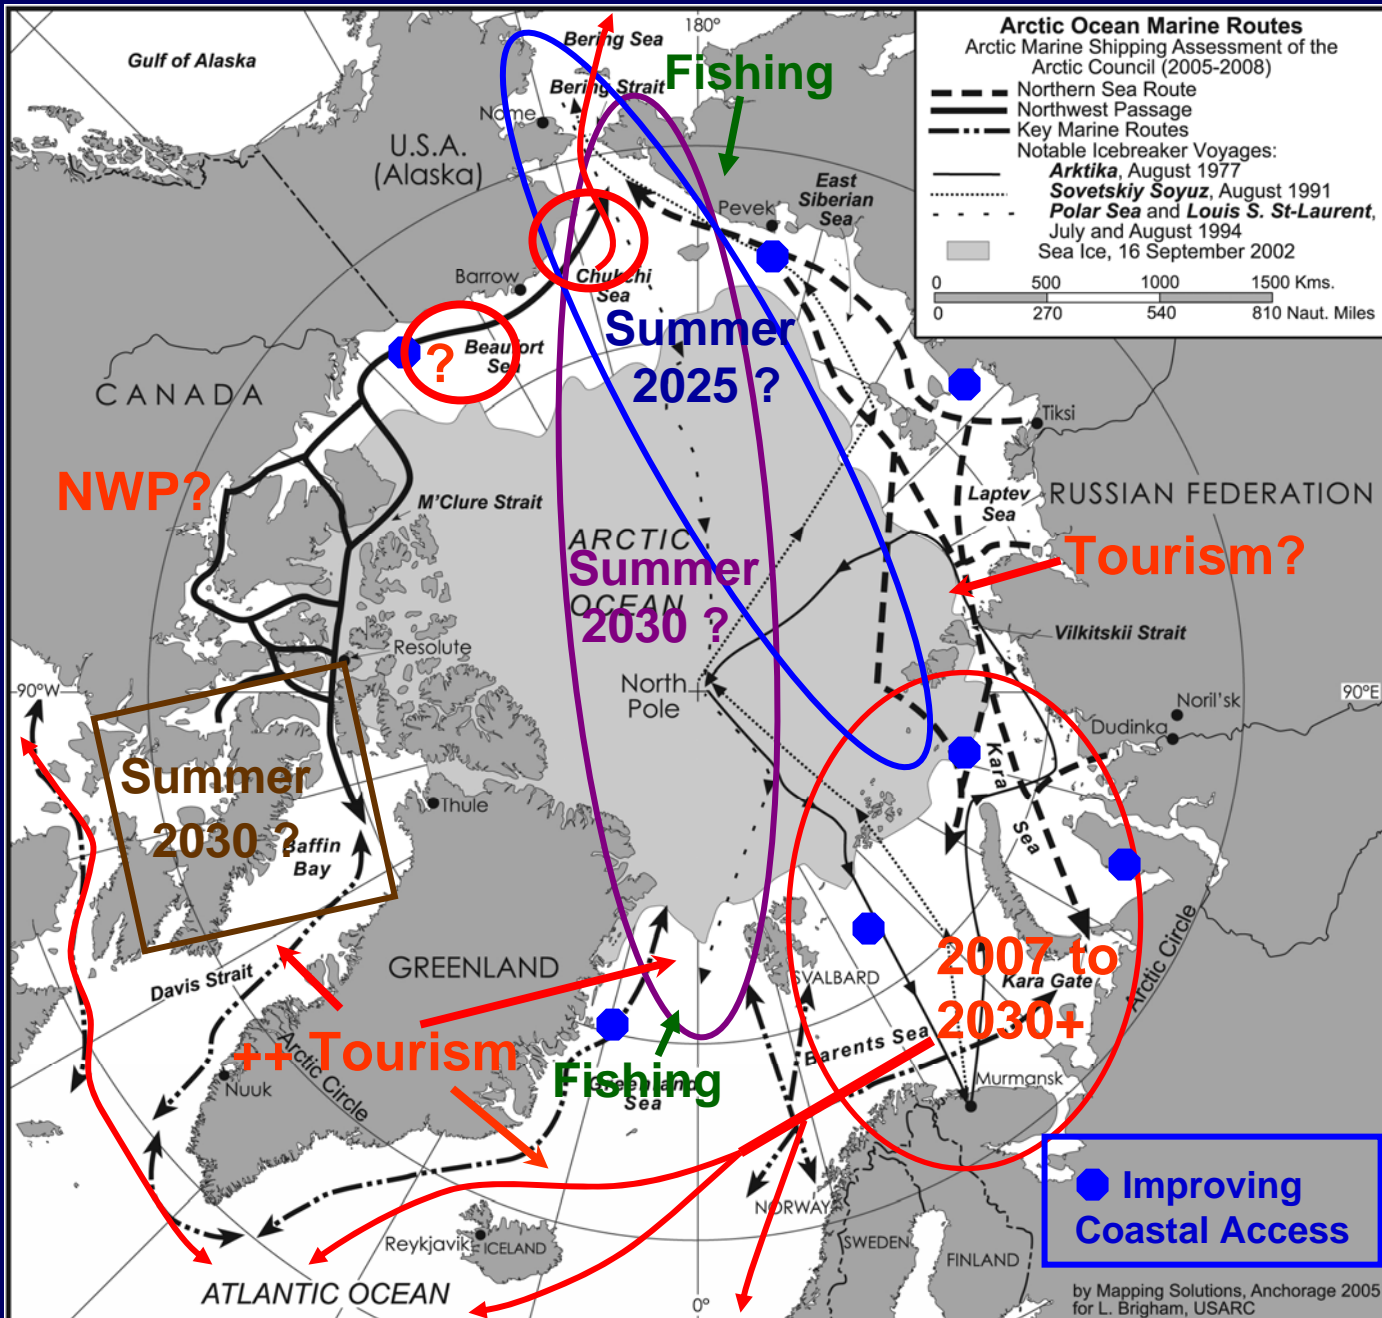 Arctic Ocean Marine Routes
Arctic Marine Shipping Assessment of the
Arctic Council (2005-2008)
Northern Sea Route
Northwest Passage
Key Marine Routes
Notable Icebreaker Voyages:
Arktika, August 1977
Sovetskiy Soyuz, August 1991
Polar Sea and Louis S. St-Laurent,
July and August 1994
Sea Ice, 16 September 2002
0 500 1000 1500 Kms.
0 270 540 810 Naut. Miles
180°
Bering Sea
Gulf of Alaska
Fishing
Bering Strait
Nome
U.S.A.
(Alaska)
East
Siberian
Sea
Pevek
Barrow
Chukchi
Sea
Summer
2025 ?
?
Beaufort
Sea
CANADA
Tiksi
NWP?
M'Clure Strait
Laptev
Sea
RUSSIAN FEDERATION
ARCTIC
OCEAN
Summer
2030 ?
Tourism?
Vilkitskii Strait
Resolute
North
Pole
90°W
90°E
Noril'sk
Dudinka
Kara
Sea
Summer
2030 ?
Thule
Baffin
Bay
Arctic Circle
2007 to
2030+
Kara Gate
Davis Strait
GREENLAND
SVALBARD
++ Tourism
Arctic Circle
Barents Sea
Nuuk
Fishing
Greenland
Sea
Murmansk
Improving
Coastal Access
NORWAY
SWEDEN
FINLAND
Reykjavik
ICELAND
ATLANTIC OCEAN
0°
by Mapping Solutions, Anchorage 2005
for L. Brigham, USARC